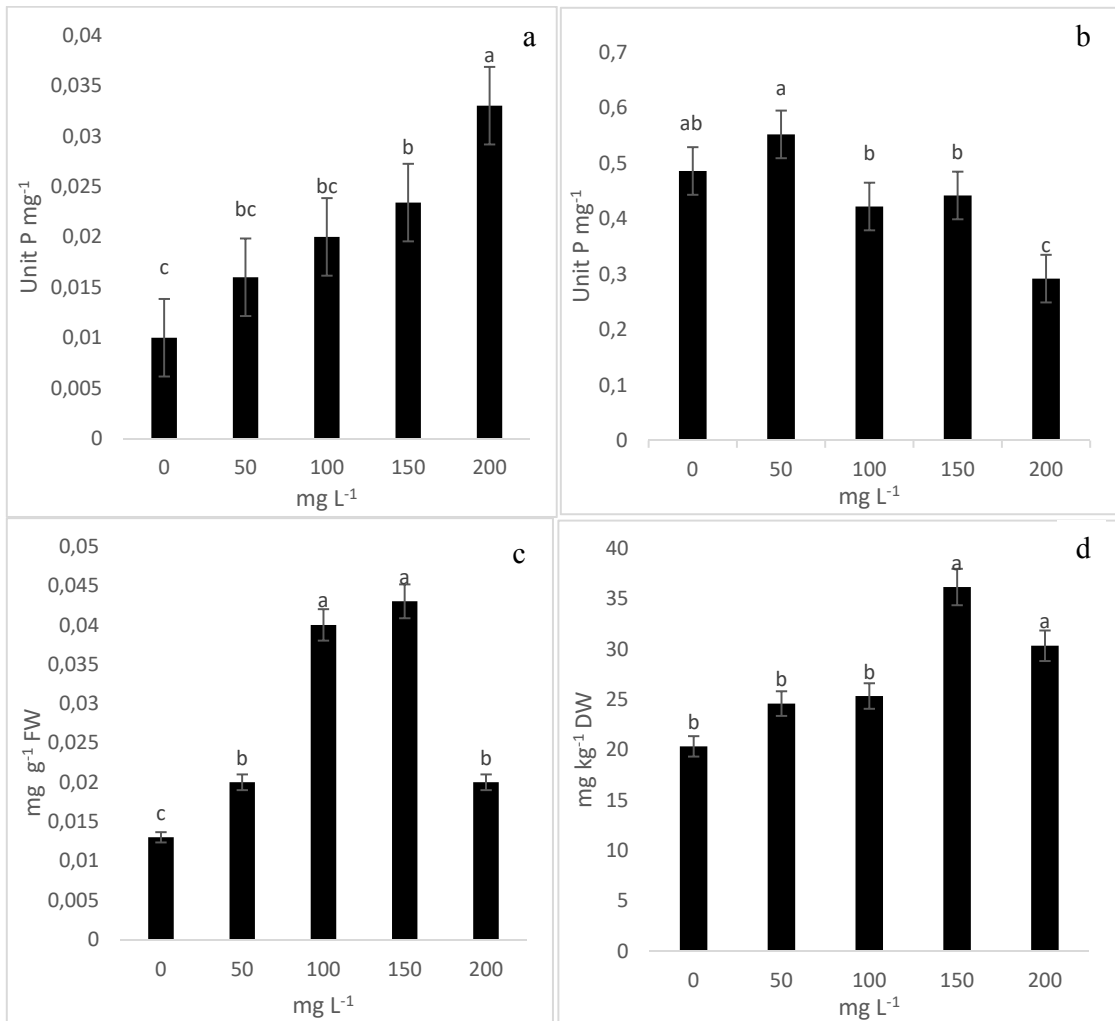 a
0,04
0,035
0,03
0,025
0,02
0,015
0,01
0,005
0
Unit P mg⁻¹
c
bc
bc
b
a
0 50 100 150 200
mg L⁻¹
b
0,7
0,6
0,5
0,4
0,3
0,2
0,1
0
Unit P mg⁻¹
ab
a
b
b
c
0 50 100 150 200
mg L⁻¹
c
0,05
0,045
0,04
0,035
0,03
0,025
0,02
0,015
0,01
0,005
0
mg g⁻¹ FW
c
b
a
a
b
0 50 100 150 200
mg L⁻¹
d
40
35
30
25
20
15
10
5
0
mg kg⁻¹ DW
b
b
b
a
a
0 50 100 150 200
mg L⁻¹